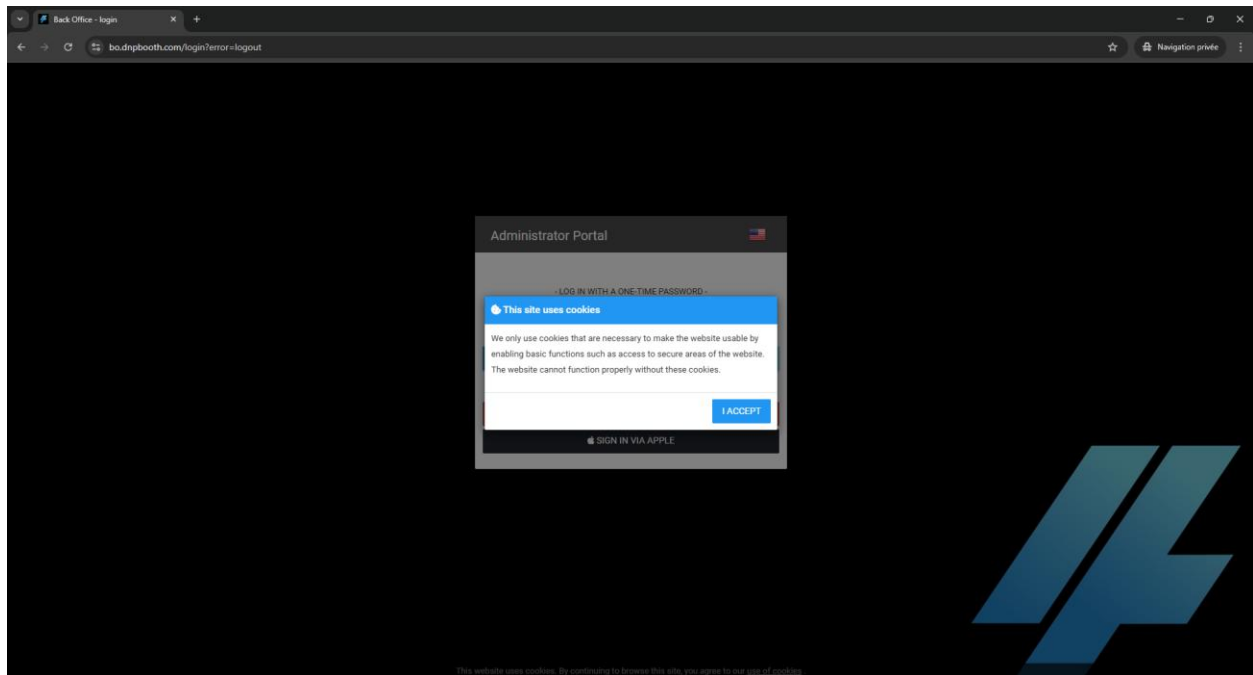 Back Office - login
bo.dnpbooth.com/login?error=logout
Navigation privée
Administrator Portal
- LOG IN WITH A ONE-TIME PASSWORD -
This site uses cookies
We only use cookies that are necessary to make the website usable by
enabling basic functions such as access to secure areas of the website.
The website cannot function properly without these cookies.
I ACCEPT
SIGN IN VIA APPLE
This website uses cookies. By continuing to browse this site, you agree to our use of cookies